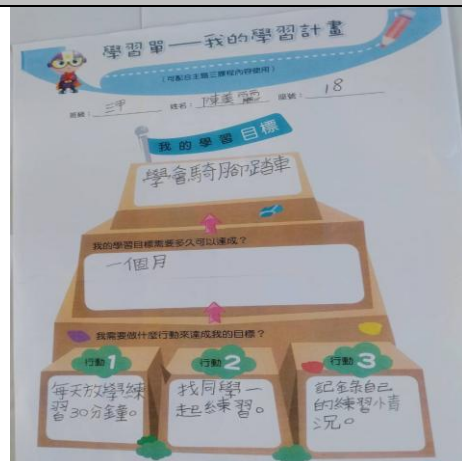 學習單——我的學習計畫
（可配合主題三課程內容使用）
班級： 三甲 姓名： 陳美雲 座號： 18
我的學習目標
學會騎腳踏車
我的學習目標需要多久可以達成？
一個月
我需要做什麼行動來達成我的目標？
行動1
每天放學練
習30分鐘。
行動2
找同學一
起練習。
行動3
記錄自己
的練習情
況。